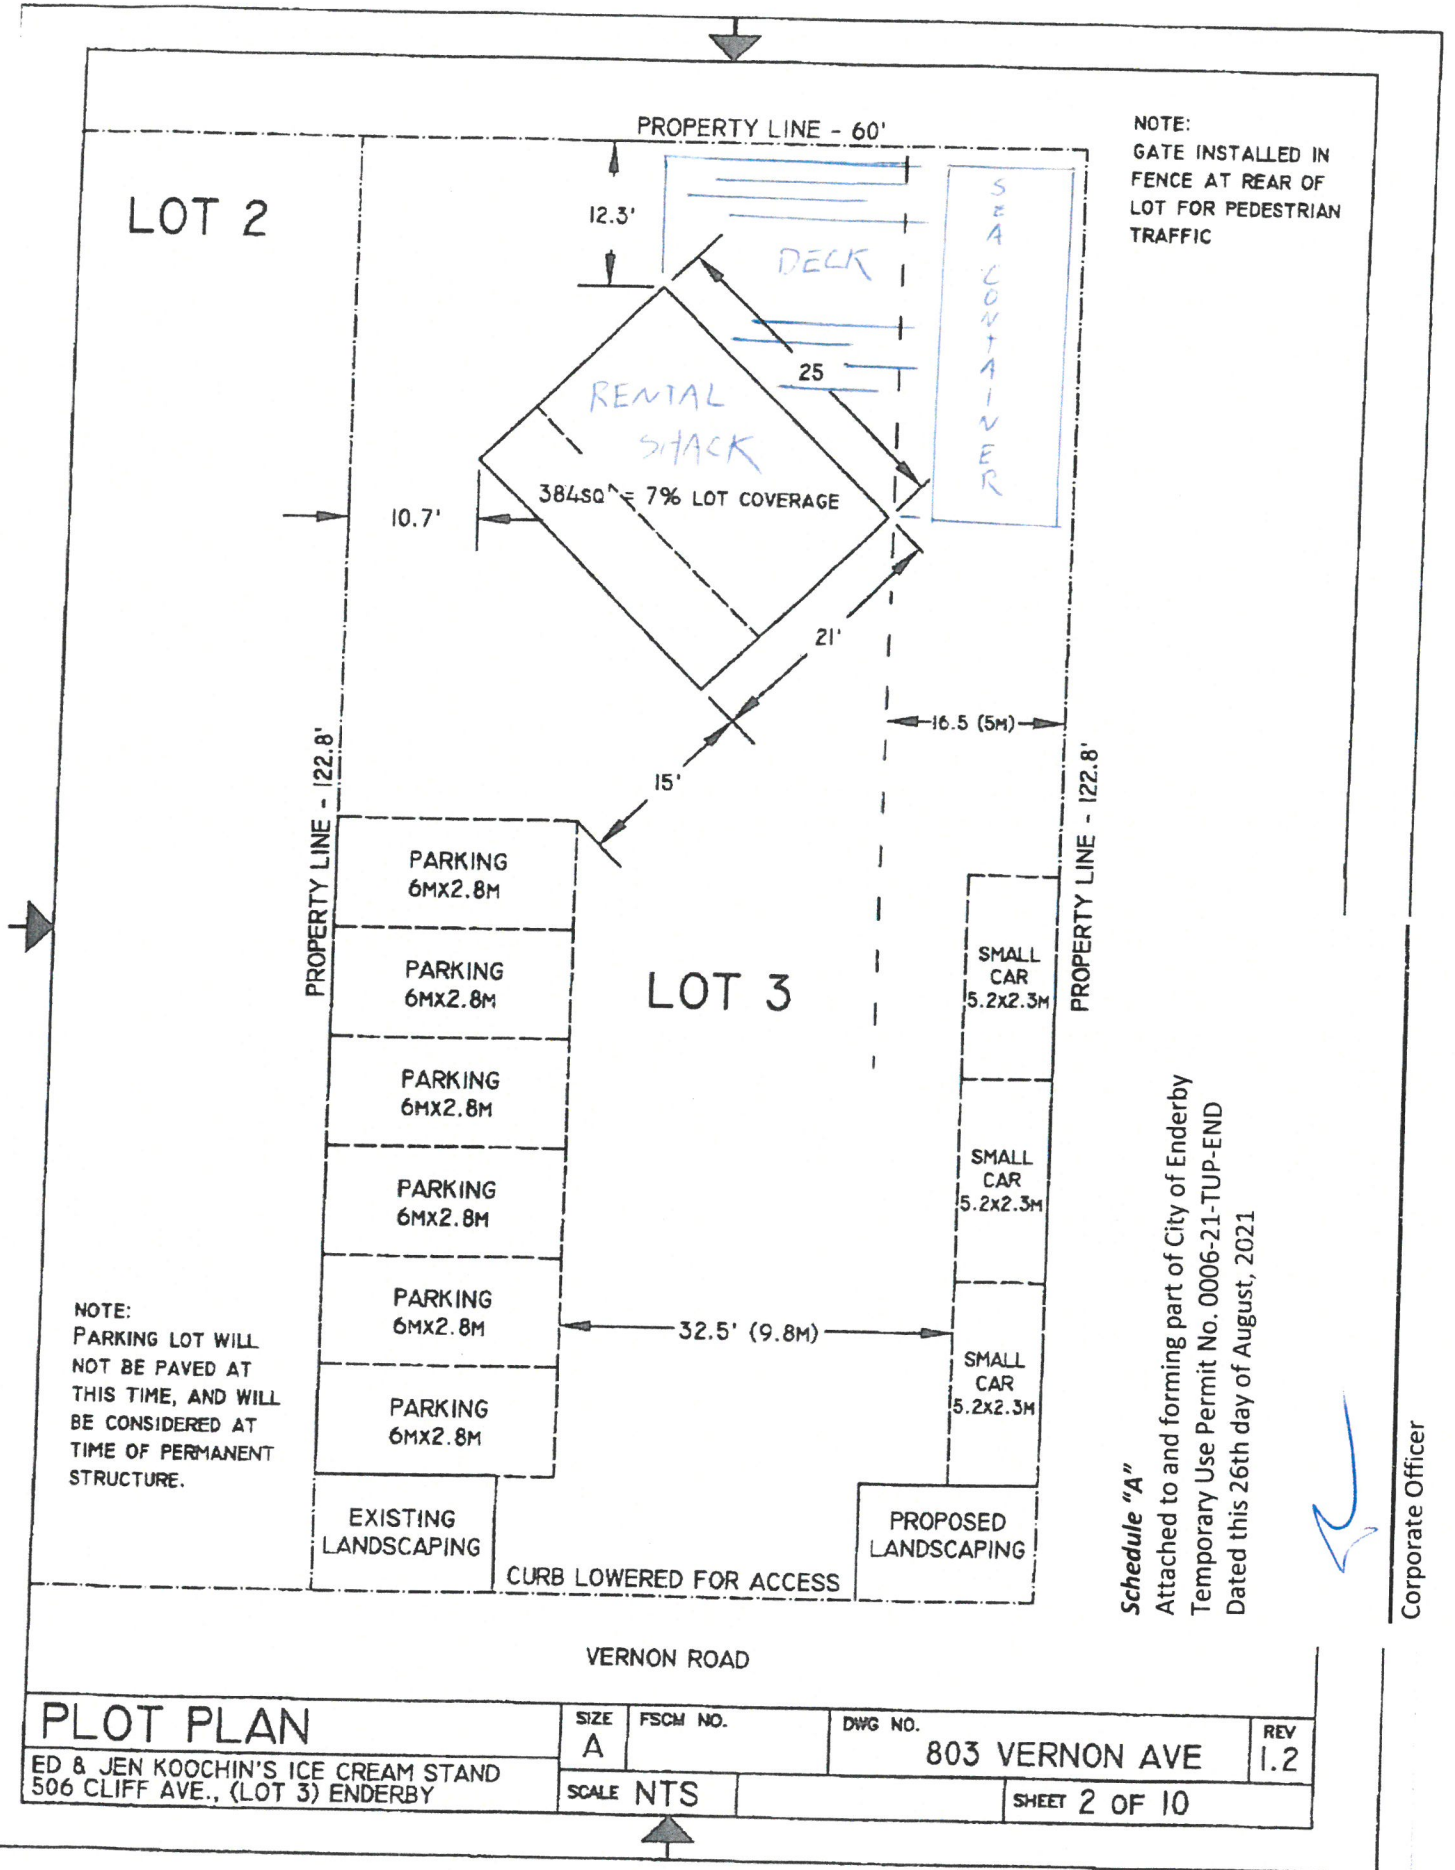 PROPERTY LINE - 60'
NOTE:
GATE INSTALLED IN
FENCE AT REAR OF
LOT FOR PEDESTRIAN
TRAFFIC
LOT 2
12.3'
DECK
SEA CONTAINER
25
RENTAL
SHACK
384SQ^ = 7% LOT COVERAGE
10.7'
21'
16.5 (5M)
15'
PROPERTY LINE - 122.8'
PROPERTY LINE - 122.8'
PARKING
6MX2.8M
PARKING
6MX2.8M
PARKING
6MX2.8M
PARKING
6MX2.8M
PARKING
6MX2.8M
PARKING
6MX2.8M
LOT 3
SMALL
CAR
5.2X2.3M
SMALL
CAR
5.2X2.3M
SMALL
CAR
5.2X2.3M
32.5' (9.8M)
NOTE:
PARKING LOT WILL
NOT BE PAVED AT
THIS TIME, AND WILL
BE CONSIDERED AT
TIME OF PERMANENT
STRUCTURE.
EXISTING
LANDSCAPING
PROPOSED
LANDSCAPING
CURB LOWERED FOR ACCESS
VERNON ROAD
Schedule "A"
Attached to and forming part of City of Enderby
Temporary Use Permit No. 0006-21-TUP-END
Dated this 26th day of August, 2021
Corporate Officer
PLOT PLAN
ED & JEN KOOCHIN'S ICE CREAM STAND
506 CLIFF AVE., (LOT 3) ENDERBY
SIZE
A
FSCM NO.
DWG NO.
803 VERNON AVE
REV
1.2
SCALE NTS
SHEET 2 OF 10